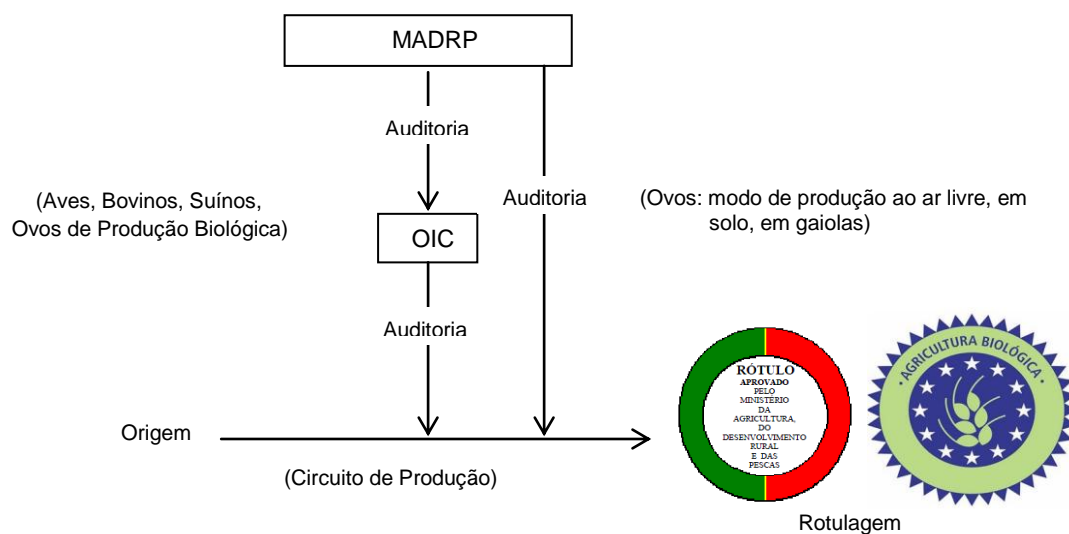 MADRP
Auditoria
(Aves, Bovinos, Suínos,
Ovos de Produção Biológica)
Auditoria
(Ovos: modo de produção ao ar livre, em
solo, em gaiolas)
OIC
Auditoria
RÓTULO
APROVADO
PELO
MINISTÉRIO
DA
AGRICULTURA,
DO
DESENVOLVIMENTO
RURAL
E DAS
PESCAS
· AGRICULTURA BIOLÓGICA ·
Origem
(Circuito de Produção)
Rotulagem